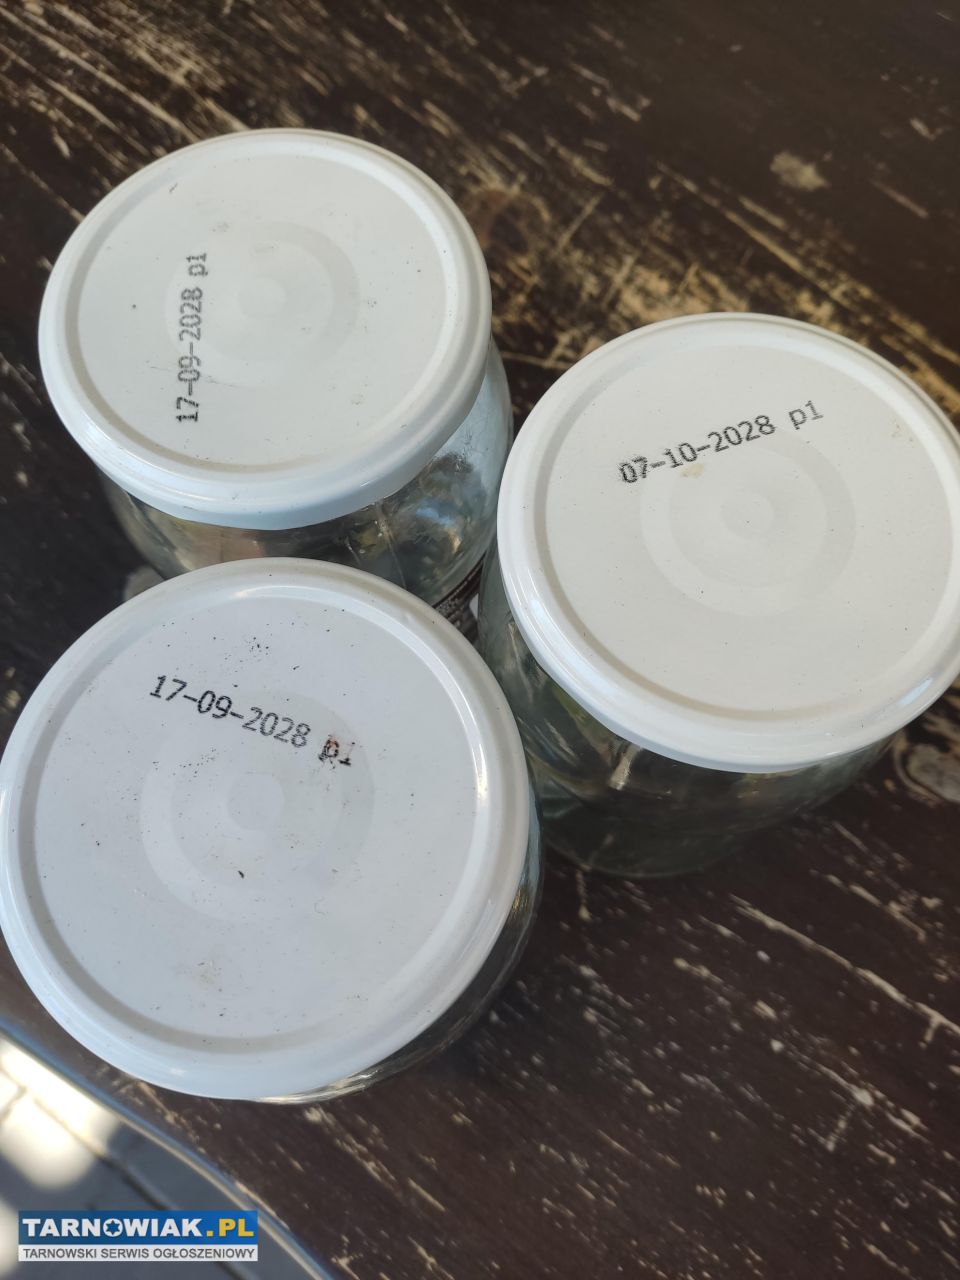 17-09-2028 p1
07-10-2028 p1
17-09-2028 p1
TARNOWIAK.PL
TARNOWSKI SERWIS OGŁOSZENIOWY